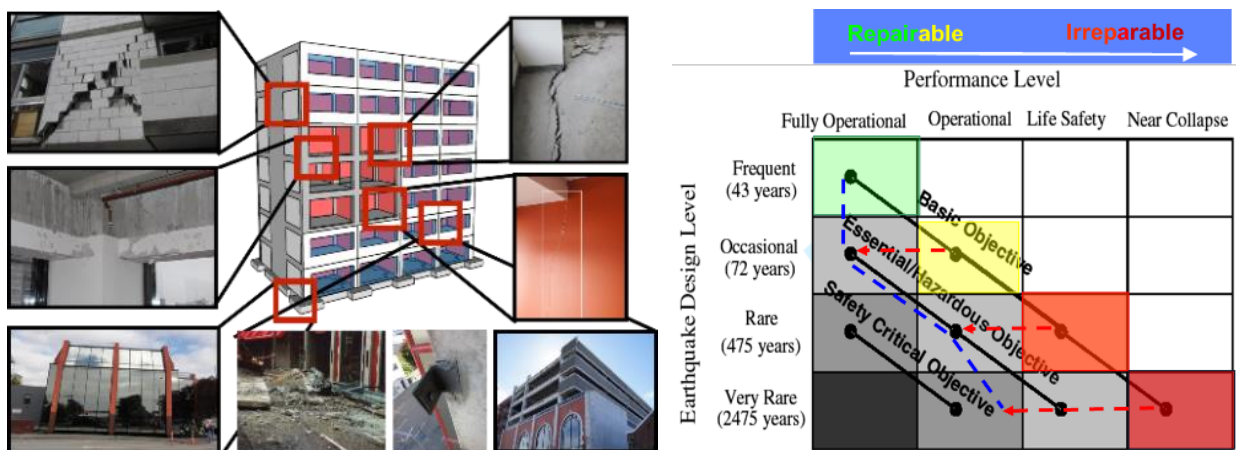 Repairable Irreparable
Performance Level
Fully Operational Operational Life Safety Near Collapse
Earthquake Design Level
Frequent
(43 years)
Occasional
(72 years)
Rare
(475 years)
Very Rare
(2475 years)
Basic Objective
Essential/Hazardous Objective
Safety Critical Objective